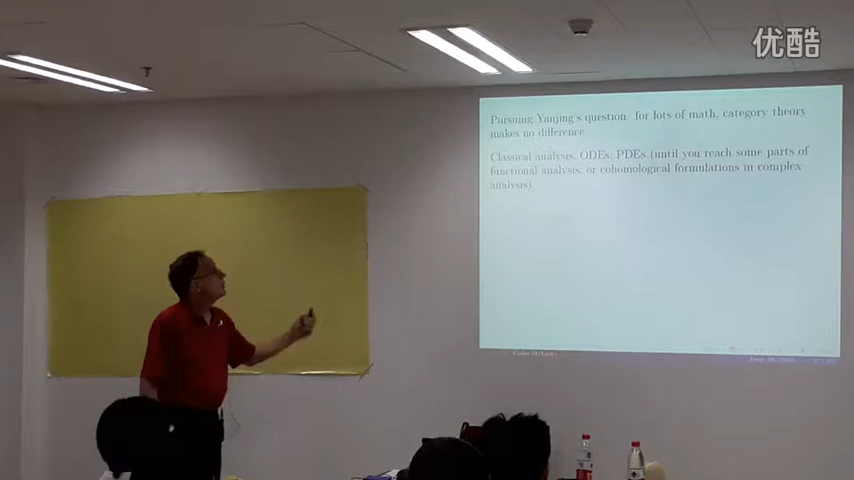 优酷
Pursuing Yanjing's question for lots of math, category theory
makes no difference
Classical analysis, ODEs, PDEs (until you reach some parts of
functional analysis, or cohomological formulations in complex
analysis).